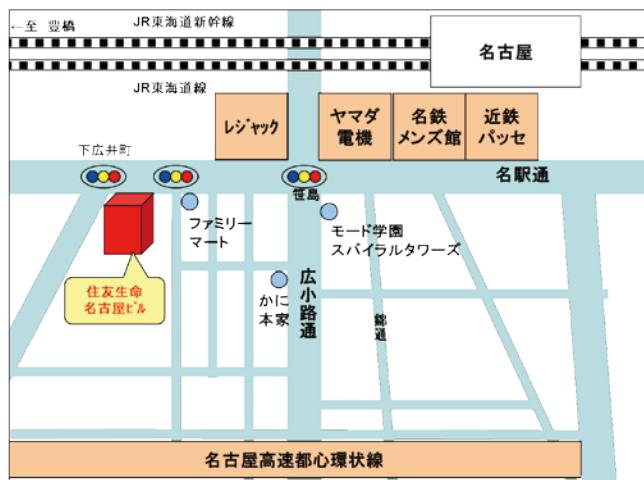 JR東海道新幹線
←至 豊橋
名古屋
JR東海道線
レジャック
ヤマダ
電機
名鉄
メンズ館
近鉄
パッセ
下広井町
名駅通
笹島
ファミリー
マート
モード学園
スパイラルタワーズ
住友生命
名古屋ビル
かに
本家
広小路通
錦通
名古屋高速都心環状線